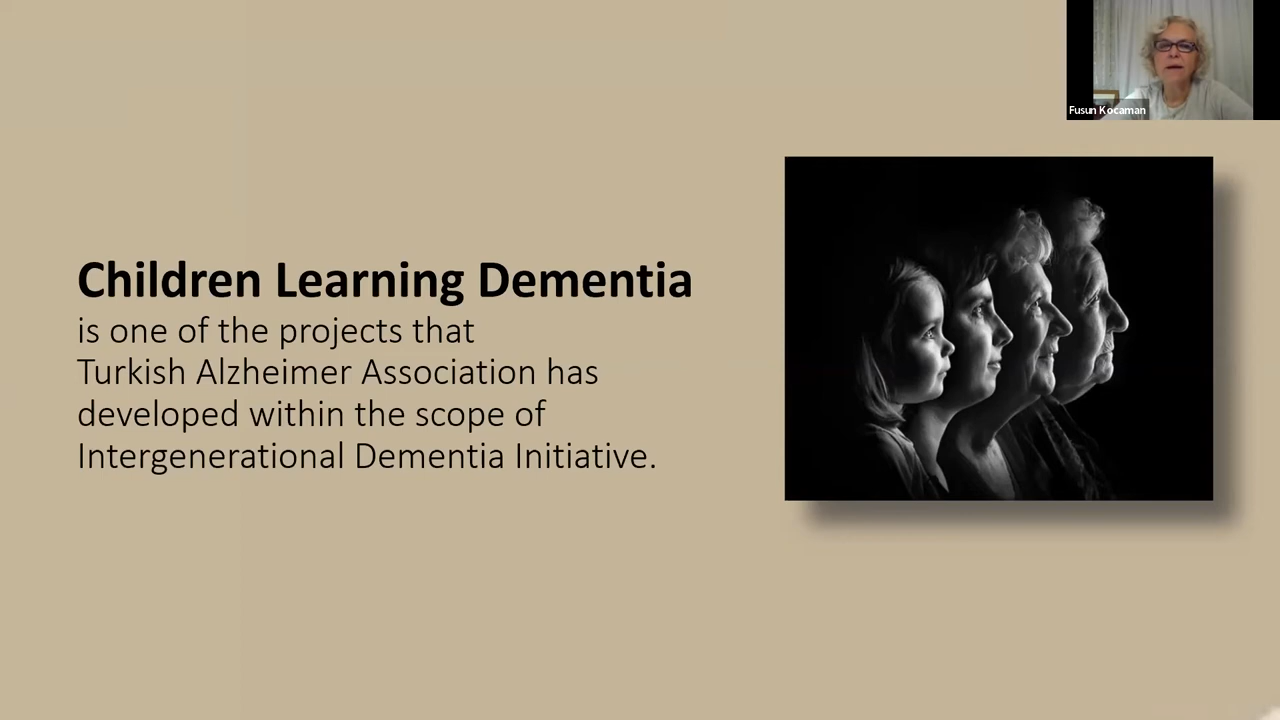 Fusun Kocaman
Children Learning Dementia
is one of the projects that
Turkish Alzheimer Association has
developed within the scope of
Intergenerational Dementia Initiative.